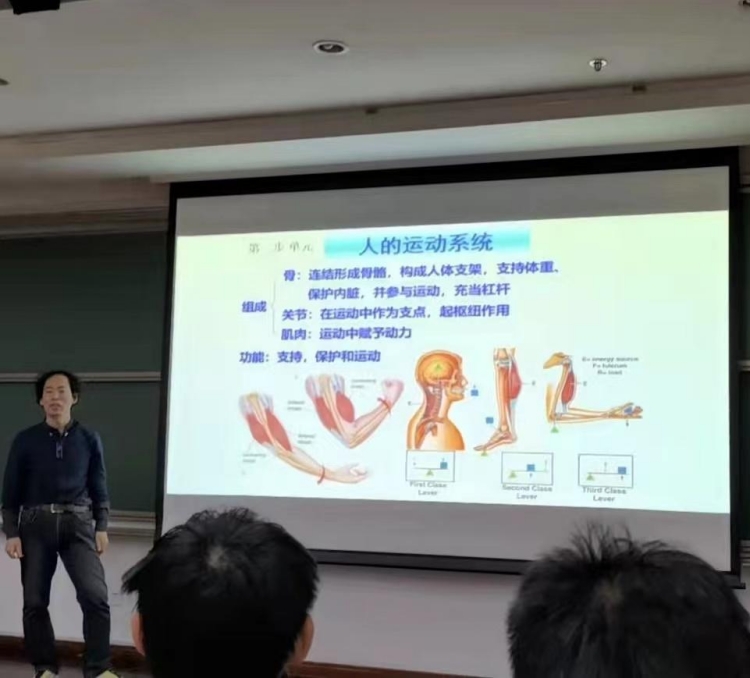 人的运动系统
骨：连结形成骨骼，构成人体支架，支持体重、
保护内脏，并参与运动，充当杠杆
组成
关节：在运动中作为支点，起枢纽作用
肌肉：运动中赋予动力
功能：支持，保护和运动
E= energy source
F= fulcrum
R= load
First Class
Lever
Second Class
Lever
Third Class
Lever